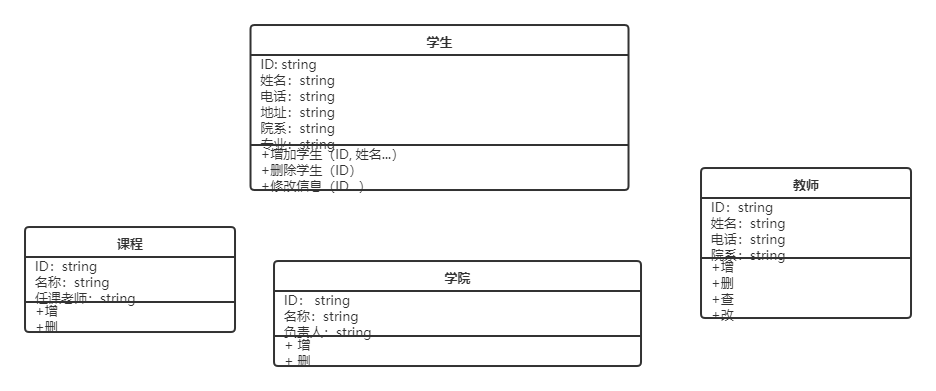 学生
ID: string
姓名：string
电话：string
地址：string
院系：string
专业：string
+增加学生（ID, 姓名...）
+删除学生（ID）
+修改信息（ID...）
教师
ID：string
姓名：string
电话：string
院系：string
+增
+删
+查
+改
课程
ID：string
名称：string
任课老师：string
+增
+删
学院
ID： string
名称：string
负责人：string
+ 增
+ 删